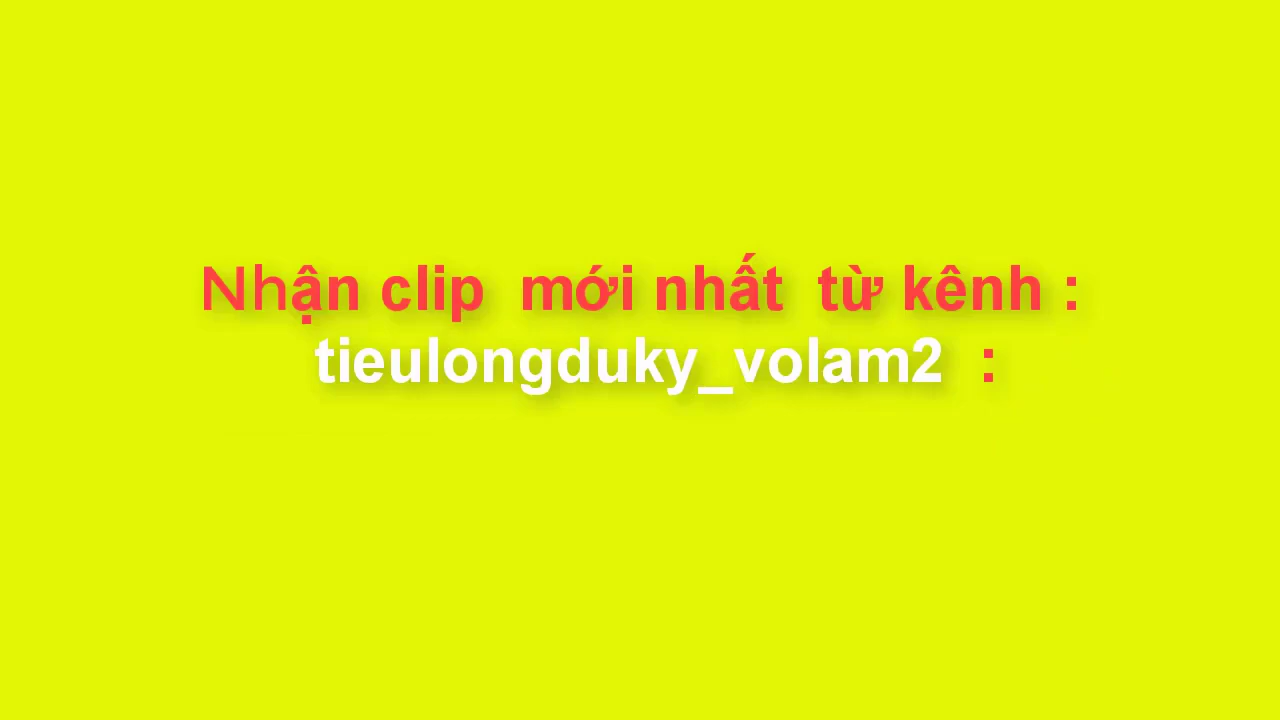 Nhận clip mới nhất từ kênh :
tieulongduky_volam2 :